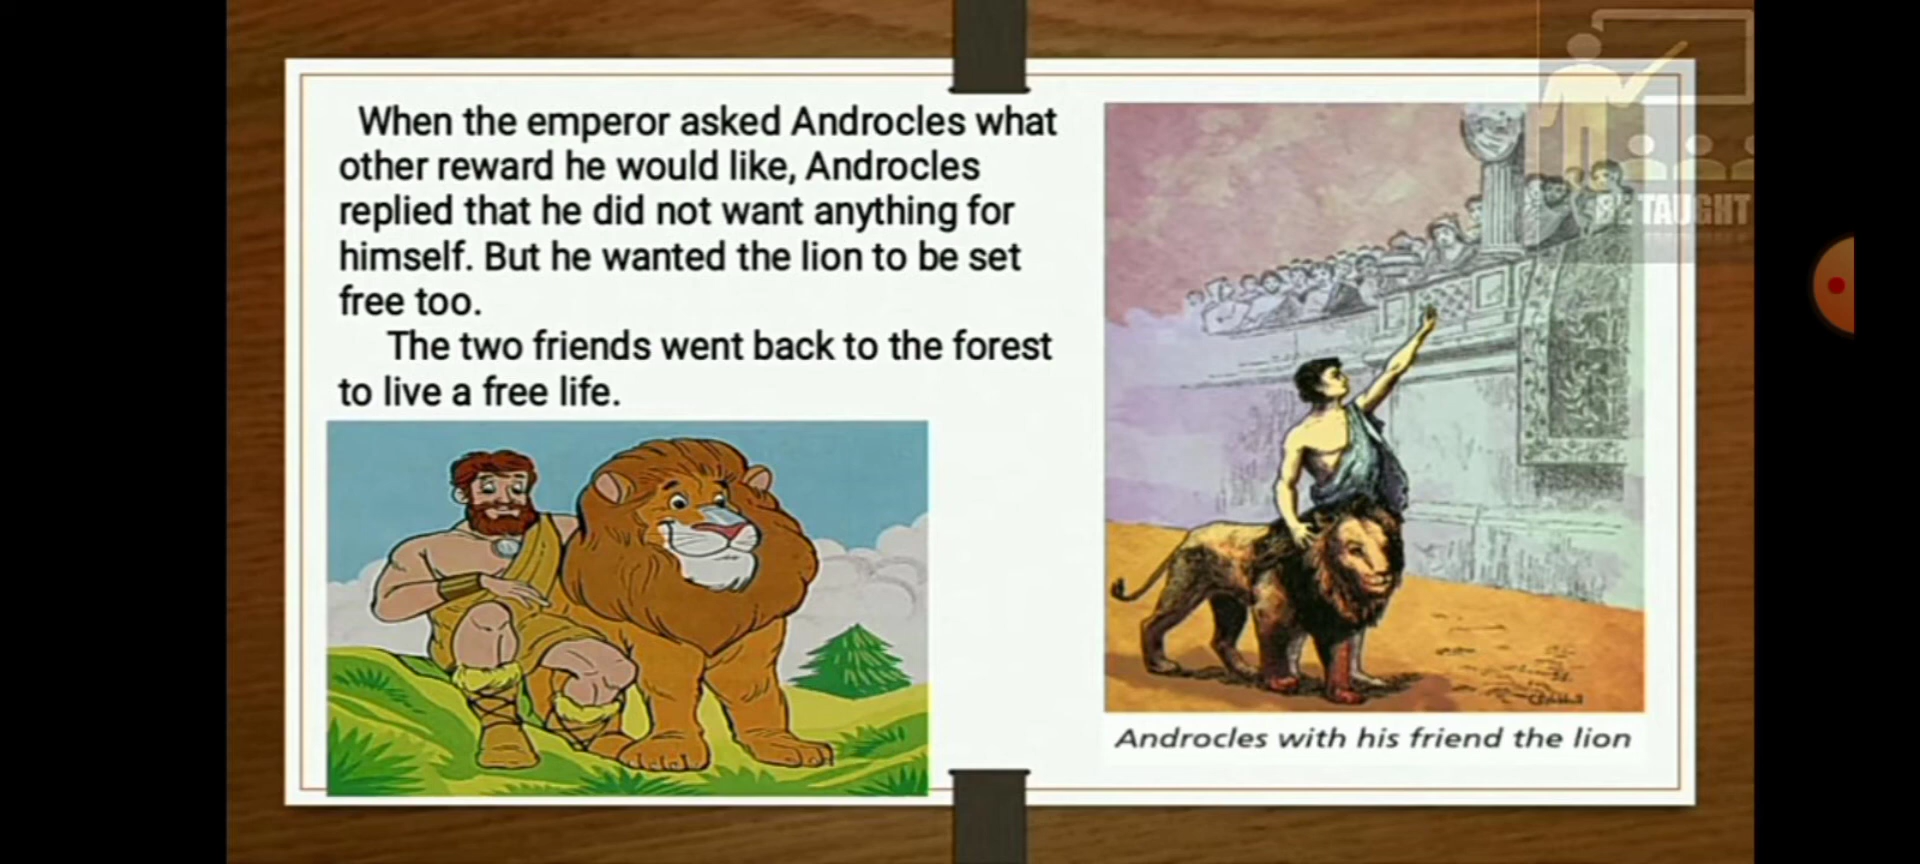 When the emperor asked Androcles what
other reward he would like, Androcles
replied that he did not want anything for
himself. But he wanted the lion to be set
free too.
The two friends went back to the forest
to live a free life.
Androcles with his friend the lion
BE TAUGHT